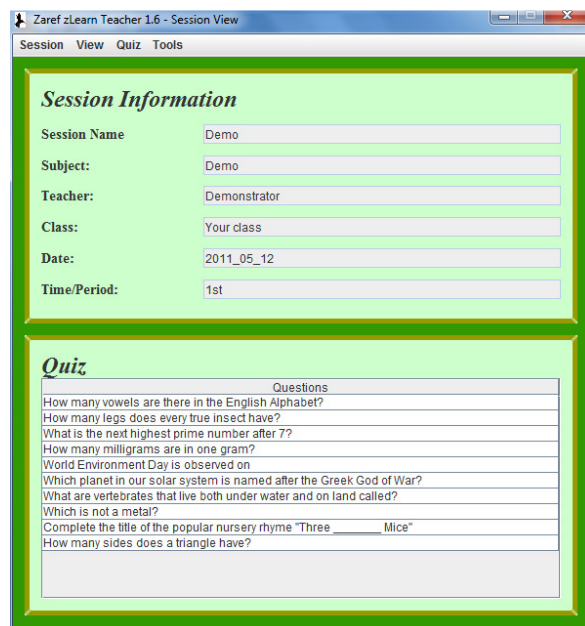 Zaref zLearn Teacher 1.6 - Session View
Session View Quiz Tools
Session Information
Session Name Demo
Subject: Demo
Teacher: Demonstrator
Class: Your class
Date: 2011_05_12
Time/Period: 1st
Quiz
Questions
How many vowels are there in the English Alphabet?
How many legs does every true insect have?
What is the next highest prime number after 7?
How many milligrams are in one gram?
World Environment Day is observed on
Which planet in our solar system is named after the Greek God of War?
What are vertebrates that live both under water and on land called?
Which is not a metal?
Complete the title of the popular nursery rhyme "Three ________ Mice"
How many sides does a triangle have?